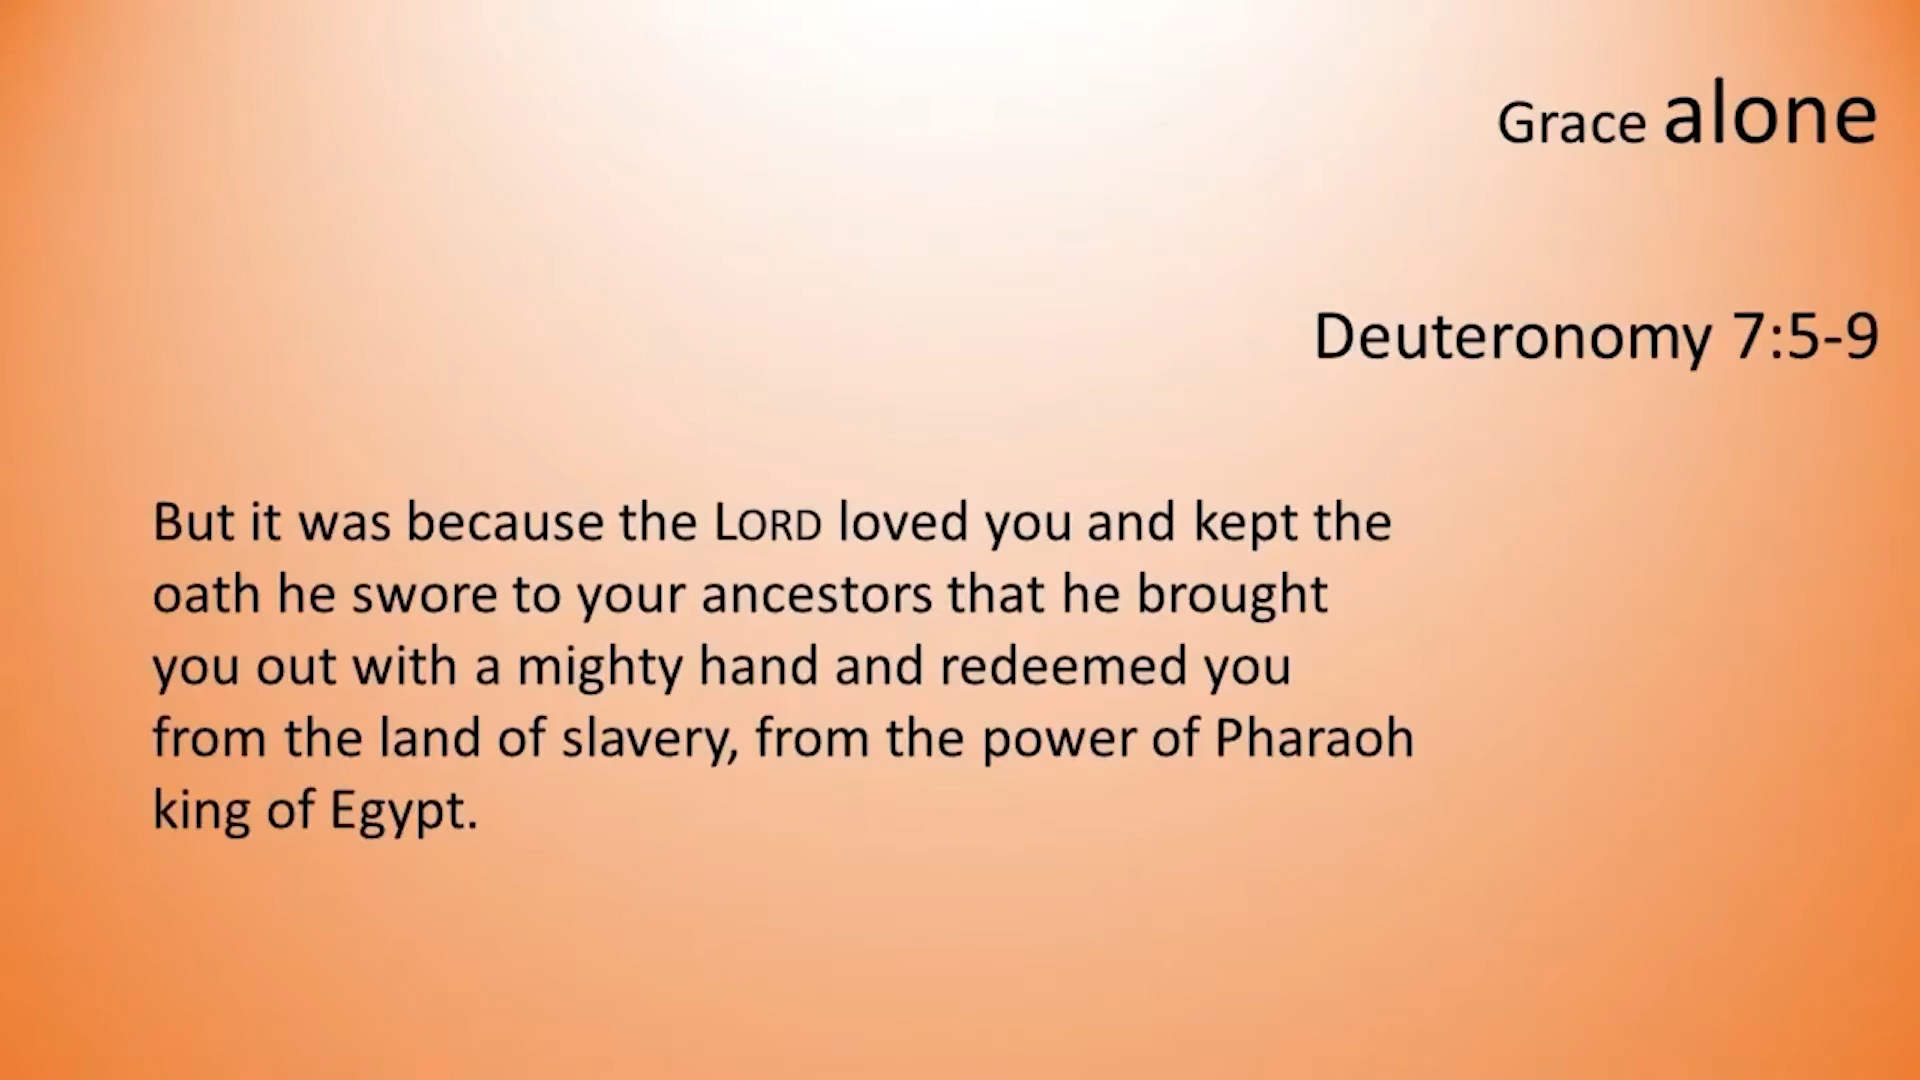 Grace alone
Deuteronomy 7:5-9
But it was because the LORD loved you and kept the
oath he swore to your ancestors that he brought
you out with a mighty hand and redeemed you
from the land of slavery, from the power of Pharaoh
king of Egypt.